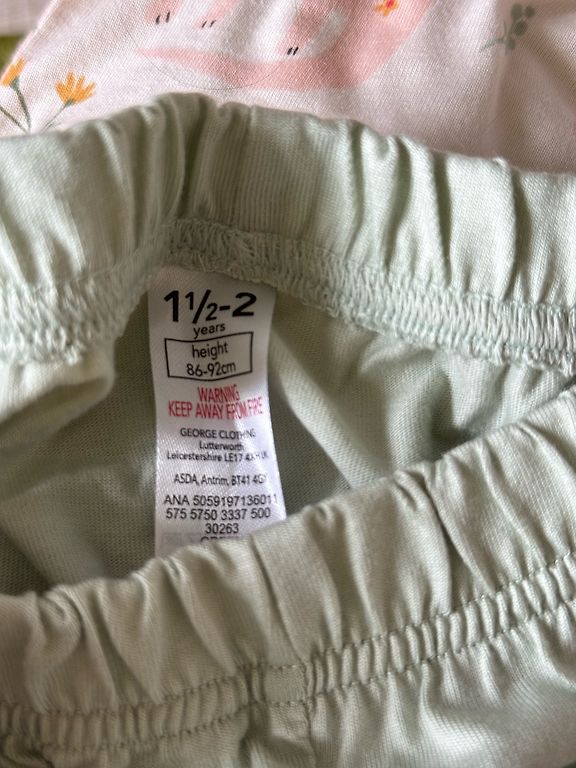 1½-2
years
height
86-92cm
WARNING
KEEP AWAY FROM FIRE
GEORGE CLOTHING
Lutterworth
Leicestershire LE17 4XH UK
ASDA, Antrim, BT41 4GY
ANA 5059197136011
575 5750 3337 500
30263